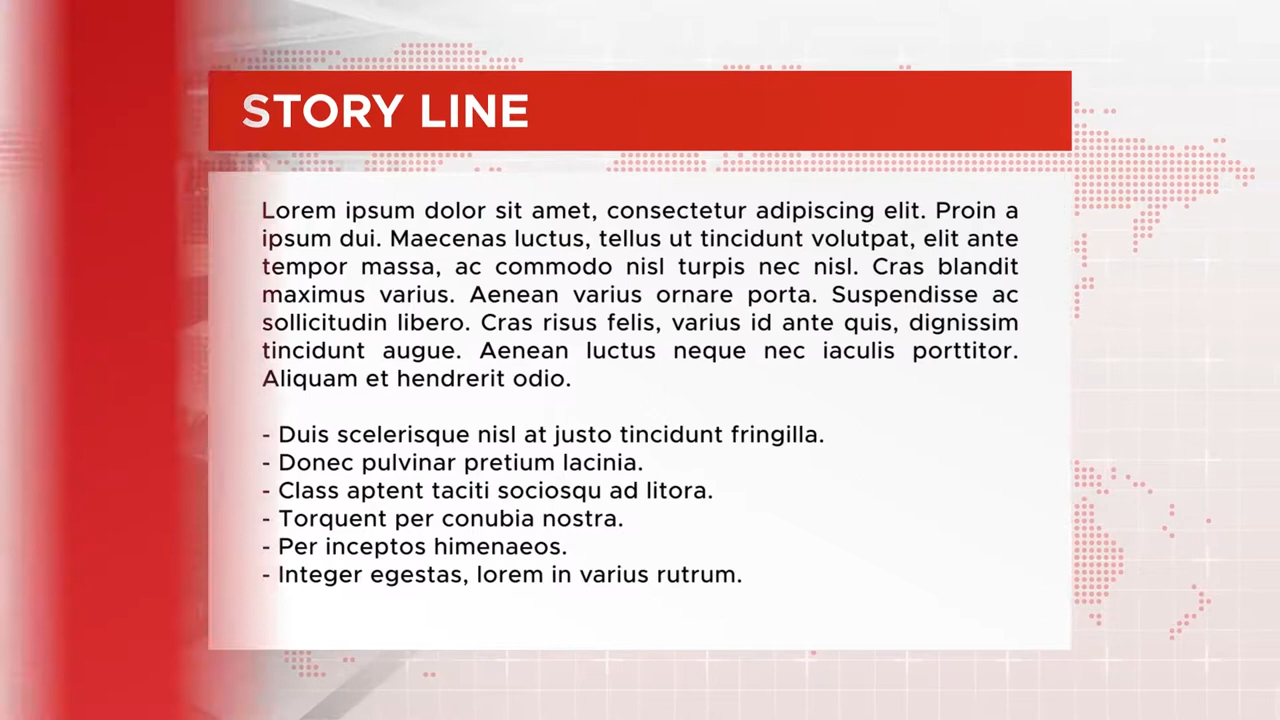 STORY LINE
Lorem ipsum dolor sit amet, consectetur adipiscing elit. Proin a
ipsum dui. Maecenas luctus, tellus ut tincidunt volutpat, elit ante
tempor massa, ac commodo nisl turpis nec nisl. Cras blandit
maximus varius. Aenean varius ornare porta. Suspendisse ac
sollicitudin libero. Cras risus felis, varius id ante quis, dignissim
tincidunt augue. Aenean luctus neque nec iaculis porttitor.
Aliquam et hendrerit odio.
- Duis scelerisque nisl at justo tincidunt fringilla.
- Donec pulvinar pretium lacinia.
- Class aptent taciti sociosqu ad litora.
- Torquent per conubia nostra.
- Per inceptos himenaeos.
- Integer egestas, lorem in varius rutrum.